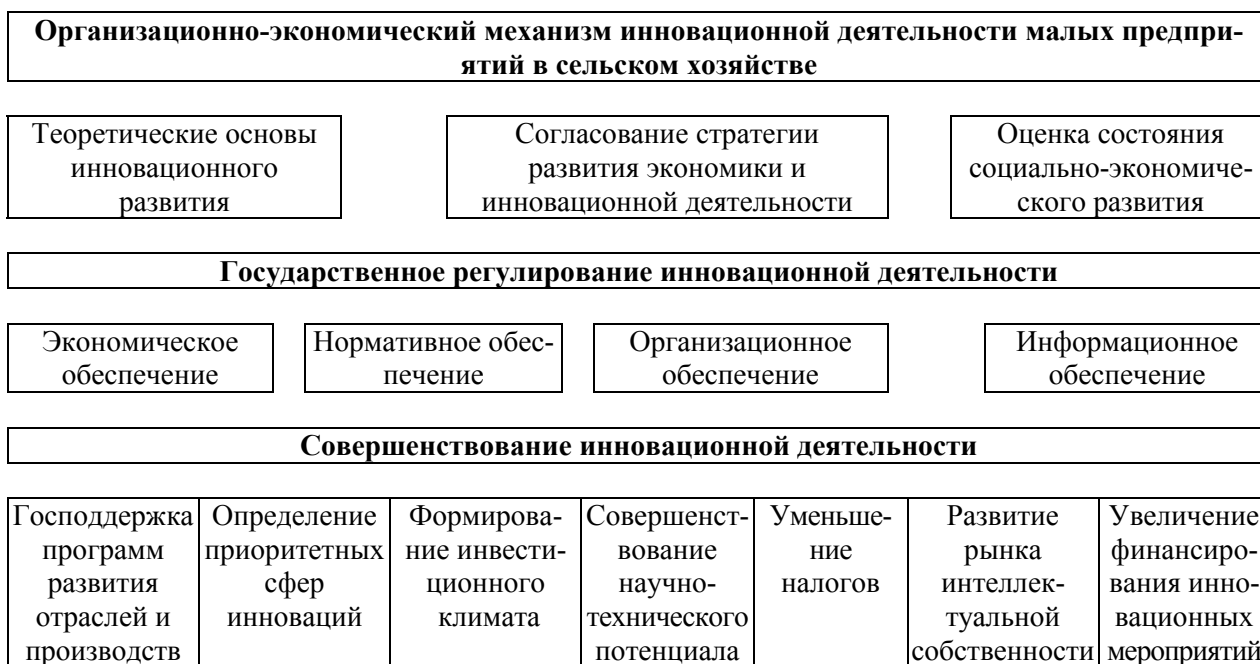 Организационно-экономический механизм инновационной деятельности малых предпри-
ятий в сельском хозяйстве
Теоретические основы
инновационного
развития
Согласование стратегии
развития экономики и
инновационной деятельности
Оценка состояния
социально-экономиче-
ского развития
Государственное регулирование инновационной деятельности
Экономическое
обеспечение
Нормативное обес-
печение
Организационное
обеспечение
Информационное
обеспечение
Совершенствование инновационной деятельности
Господдержка
программ
развития
отраслей и
производств
Определение
приоритетных
сфер
инноваций
Формирова-
ние инвести-
ционного
климата
Совершенст-
вование
научно-
технического
потенциала
Уменьше-
ние
налогов
Развитие
рынка
интеллек-
туальной
собственности
Увеличение
финансиро-
вания инно-
вационных
мероприятий